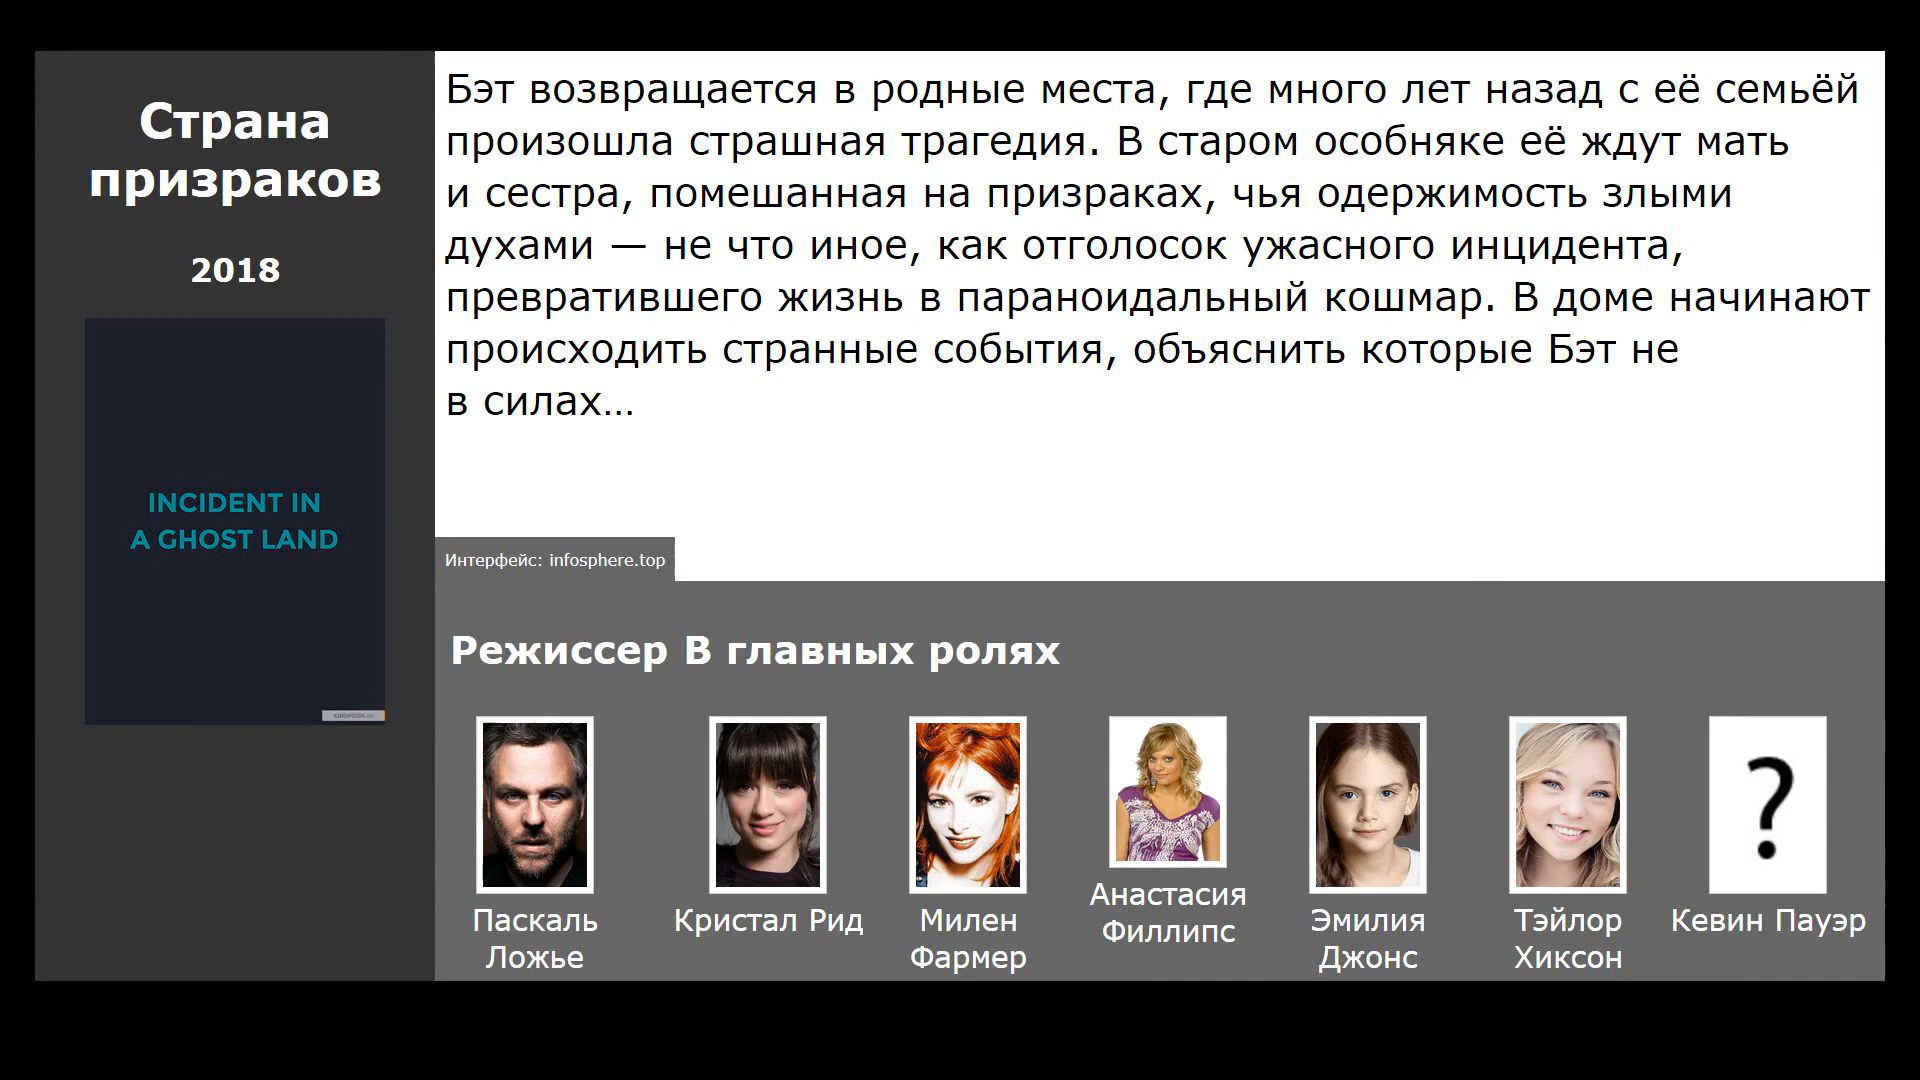 Страна
призраков
2018
INCIDENT IN
A GHOST LAND
KINOPOISK.RU
Бэт возвращается в родные места, где много лет назад с её семьёй
произошла страшная трагедия. В старом особняке её ждут мать
и сестра, помешанная на призраках, чья одержимость злыми
духами — не что иное, как отголосок ужасного инцидента,
превратившего жизнь в параноидальный кошмар. В доме начинают
происходить странные события, объяснить которые Бэт не
в силах…
Интерфейс: infosphere.top
Режиссер В главных ролях
?
Паскаль
Ложье
Кристал Рид
Милен
Фармер
Анастасия
Филлипс
Эмилия
Джонс
Тэйлор
Хиксон
Кевин Пауэр